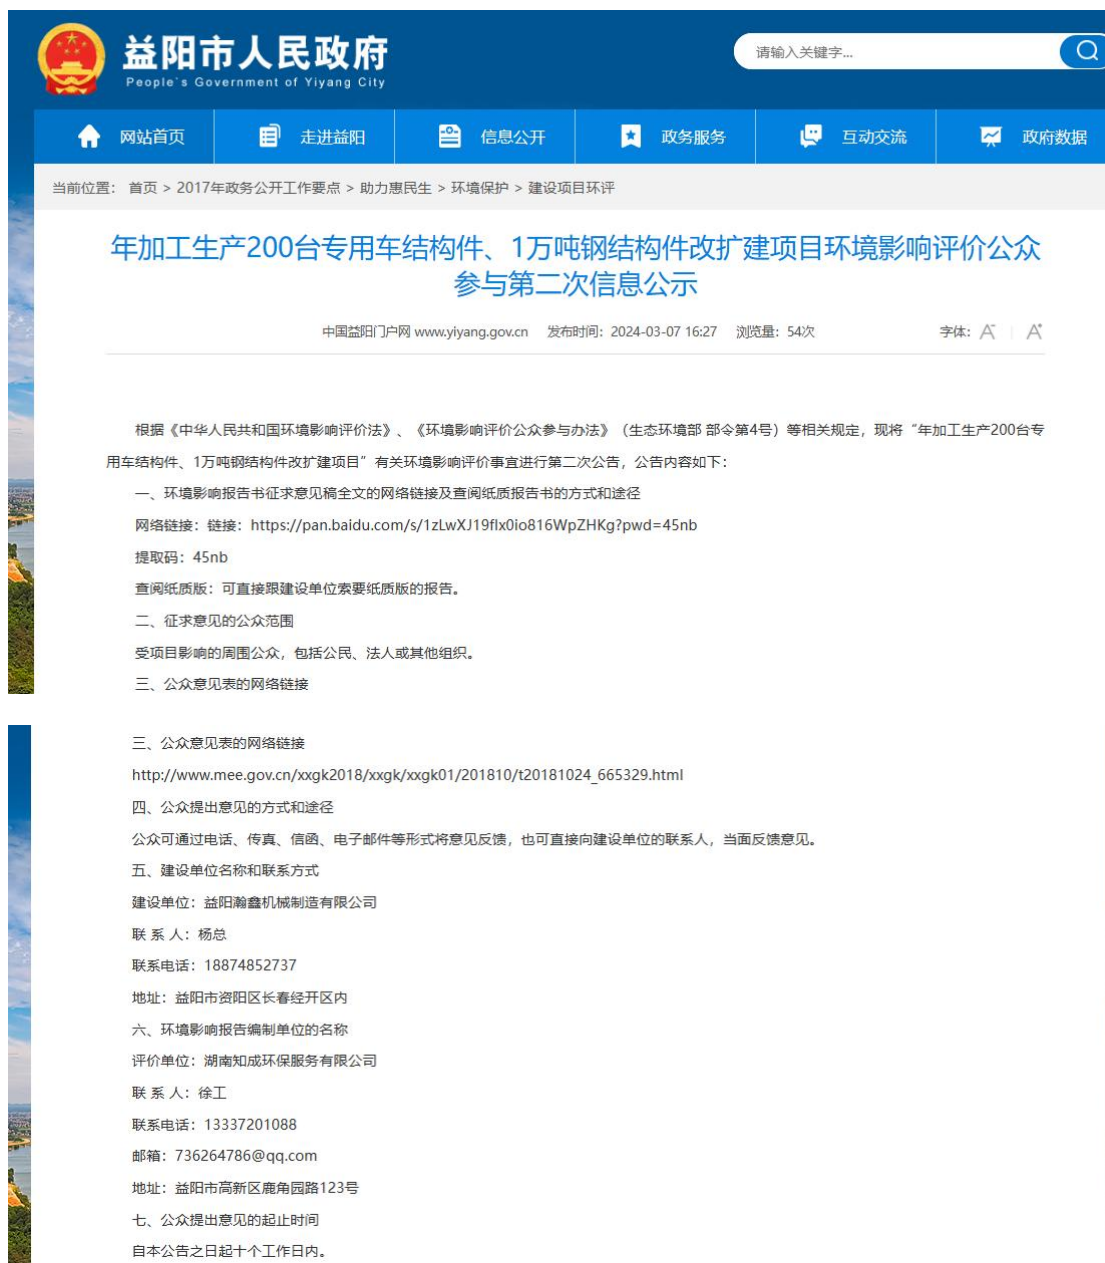 益阳市人民政府
People's Government of Yiyang City
请输入关键字...
网站首页
走进益阳
信息公开
政务服务
互动交流
政府数据
当前位置： 首页 > 2017年政务公开工作要点 > 助力惠民生 > 环境保护 > 建设项目环评
年加工生产200台专用车结构件、1万吨钢结构件改扩建项目环境影响评价公众
参与第二次信息公示
中国益阳门户网 www.yiyang.gov.cn 发布时间：2024-03-07 16:27 浏览量：54次 字体： A- | A+
根据《中华人民共和国环境影响评价法》、《环境影响评价公众参与办法》（生态环境部 部令第4号）等相关规定，现将“年加工生产200台专
用车结构件、1万吨钢结构件改扩建项目”有关环境影响评价事宜进行第二次公告，公告内容如下：
一、环境影响报告书征求意见稿全文的网络链接及查阅纸质报告书的方式和途径
网络链接：链接：https://pan.baidu.com/s/1zLwXJ19flx0io816WpZHKg?pwd=45nb
提取码：45nb
查阅纸质版：可直接跟建设单位索要纸质版的报告。
二、征求意见的公众范围
受项目影响的周围公众，包括公民、法人或其他组织。
三、公众意见表的网络链接
三、公众意见表的网络链接
http://www.mee.gov.cn/xxgk2018/xxgk/xxgk01/201810/t20181024_665329.html
四、公众提出意见的方式和途径
公众可通过电话、传真、信函、电子邮件等形式将意见反馈，也可直接向建设单位的联系人，当面反馈意见。
五、建设单位名称和联系方式
建设单位：益阳瀚鑫机械制造有限公司
联 系 人：杨总
联系电话：18874852737
地址：益阳市资阳区长春经开区内
六、环境影响报告编制单位的名称
评价单位：湖南知成环保服务有限公司
联 系 人：徐工
联系电话：13337201088
邮箱：736264786@qq.com
地址：益阳市高新区鹿角园路123号
七、公众提出意见的起止时间
自本公告之日起十个工作日内。